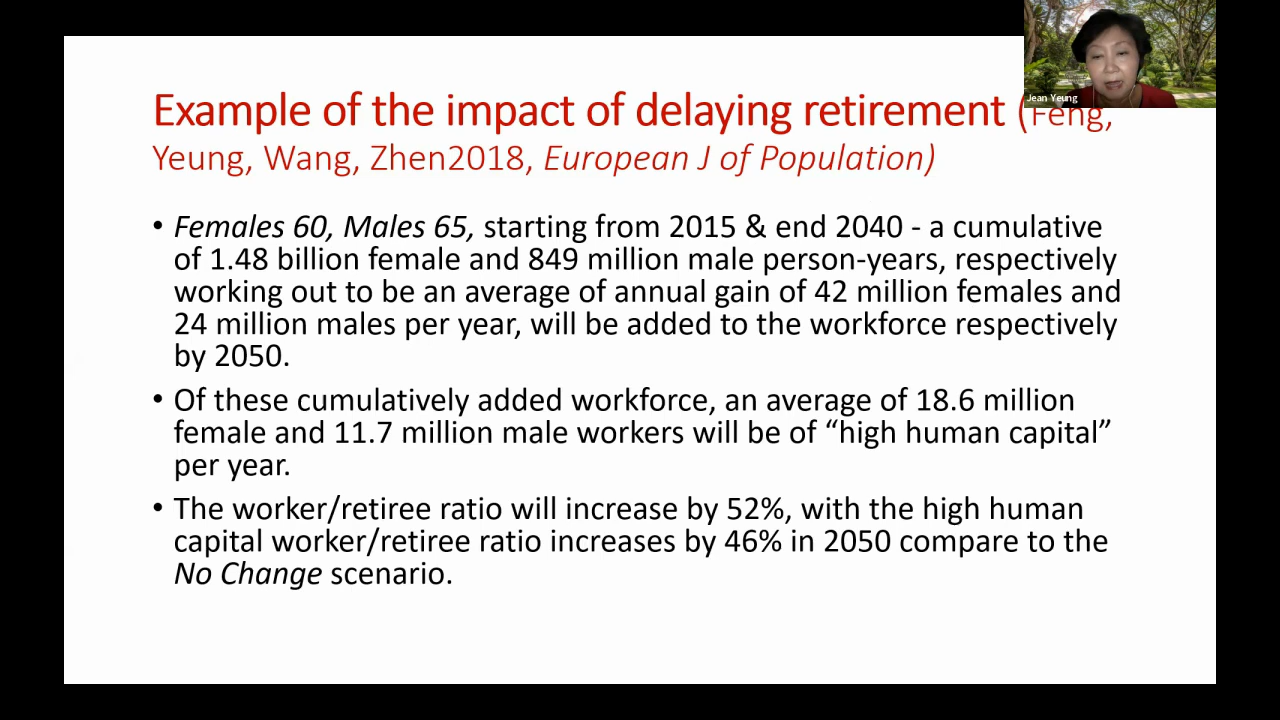 Example of the impact of delaying retirement (Feng,
Yeung, Wang, Zhen2018, European J of Population)
Jean Yeung
• Females 60, Males 65, starting from 2015 & end 2040 - a cumulative
of 1.48 billion female and 849 million male person-years, respectively
working out to be an average of annual gain of 42 million females and
24 million males per year, will be added to the workforce respectively
by 2050.
• Of these cumulatively added workforce, an average of 18.6 million
female and 11.7 million male workers will be of “high human capital”
per year.
• The worker/retiree ratio will increase by 52%, with the high human
capital worker/retiree ratio increases by 46% in 2050 compare to the
No Change scenario.